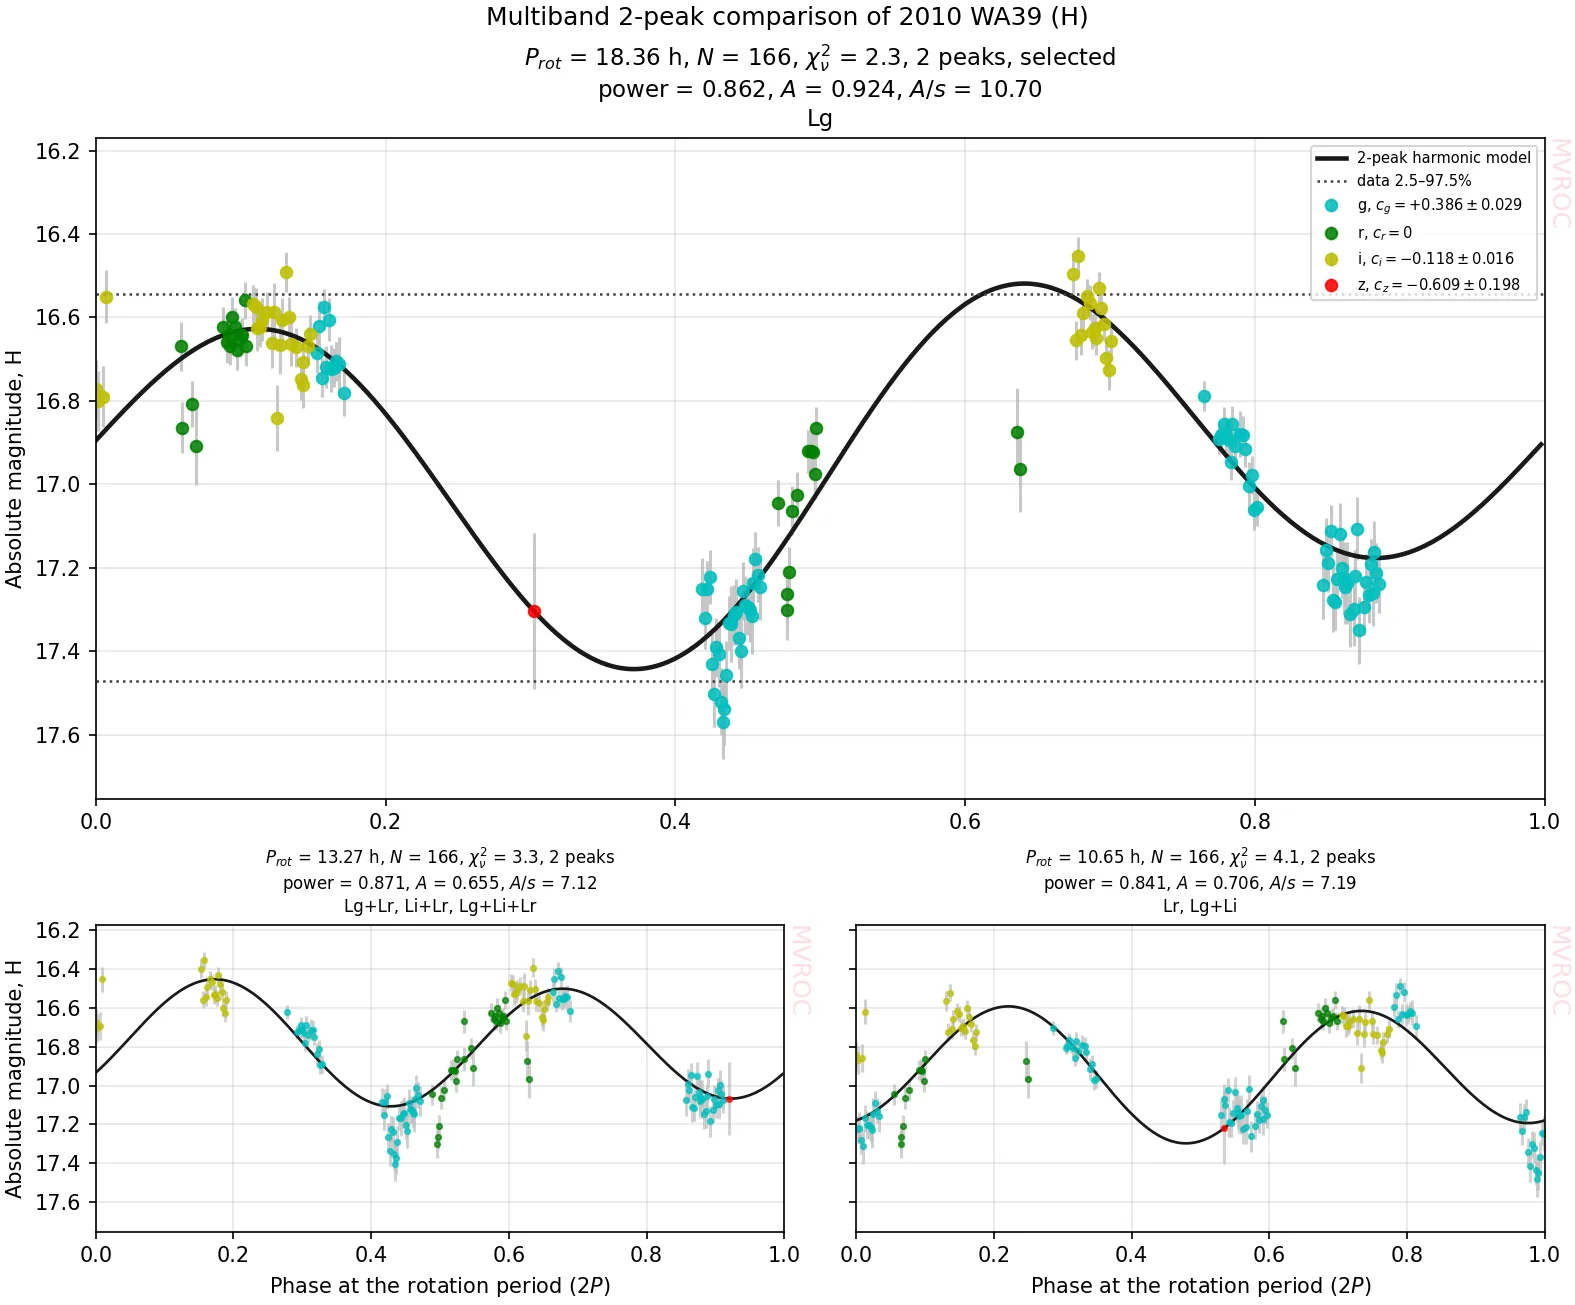 Multiband 2-peak comparison of 2010 WA39 (H)
P_rot = 18.36 h, N = 166, χ²_ν = 2.3, 2 peaks, selected
power = 0.862, A = 0.924, A/s = 10.70
Lg
2-peak harmonic model
data 2.5–97.5%
g, c_g = +0.386 ± 0.029
r, c_r = 0
i, c_i = −0.118 ± 0.016
z, c_z = −0.609 ± 0.198
MVROC
Absolute magnitude, H
16.2
16.4
16.6
16.8
17.0
17.2
17.4
17.6
0.0 0.2 0.4 0.6 0.8 1.0
P_rot = 13.27 h, N = 166, χ²_ν = 3.3, 2 peaks
power = 0.871, A = 0.655, A/s = 7.12
Lg+Lr, Li+Lr, Lg+Li+Lr
MVROC
Absolute magnitude, H
16.2
16.4
16.6
16.8
17.0
17.2
17.4
17.6
0.0 0.2 0.4 0.6 0.8 1.0
Phase at the rotation period (2P)
P_rot = 10.65 h, N = 166, χ²_ν = 4.1, 2 peaks
power = 0.841, A = 0.706, A/s = 7.19
Lr, Lg+Li
MVROC
0.0 0.2 0.4 0.6 0.8 1.0
Phase at the rotation period (2P)